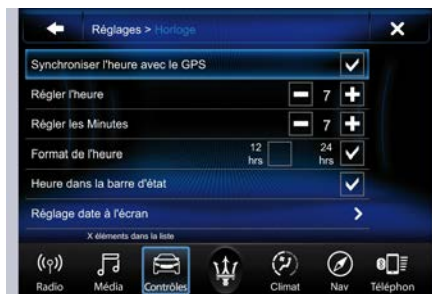 Réglages > Horloge
Synchroniser l'heure avec le GPS
Régler l'heure 7
Régler les Minutes 7
Format de l'heure 12 hrs 24 hrs
Heure dans la barre d'état
Réglage date à l'écran
X éléments dans la liste
Radio Média Contrôles Climat Nav Téléphon